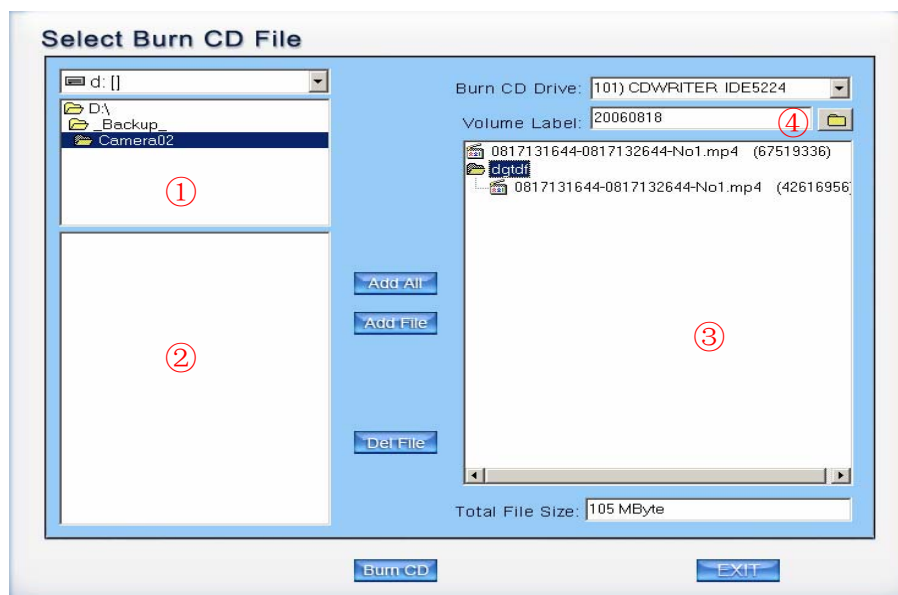 Select Burn CD File
d: []
D:\
_Backup_
Camera02
①
②
Add All
Add File
Del File
Burn CD Drive: 101) CDWRITER IDE5224
Volume Label: 20060818
④
0817131644-0817132644-No1.mp4 (67519336)
dgtdf
0817131644-0817132644-No1.mp4 (42616956
③
Total File Size: 105 MByte
Burn CD
EXIT